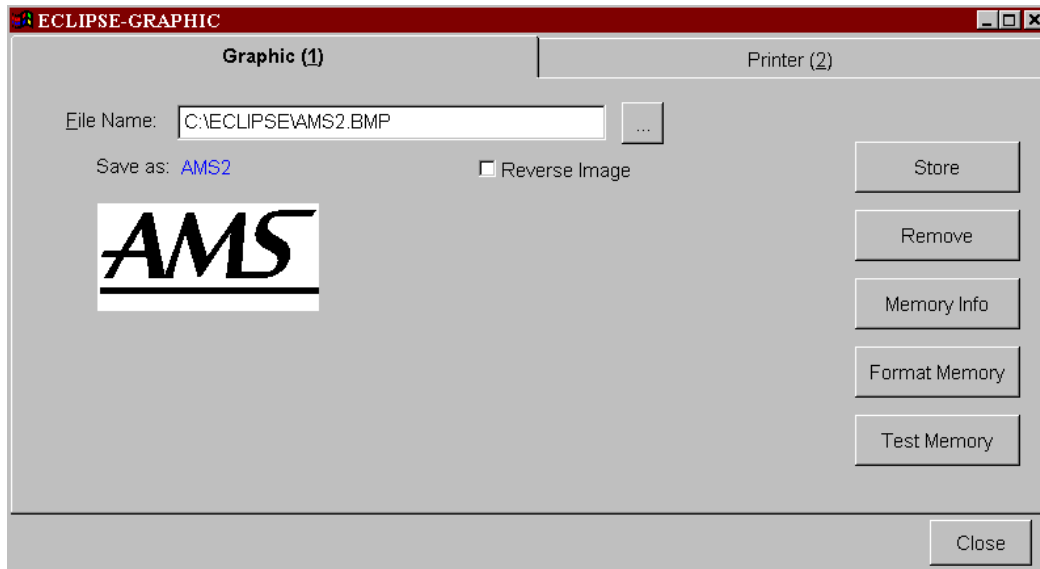 ECLIPSE-GRAPHIC
Graphic (1)
Printer (2)
File Name: C:\ECLIPSE\AMS2.BMP ...
Save as: AMS2
Reverse Image
AMS
Store
Remove
Memory Info
Format Memory
Test Memory
Close